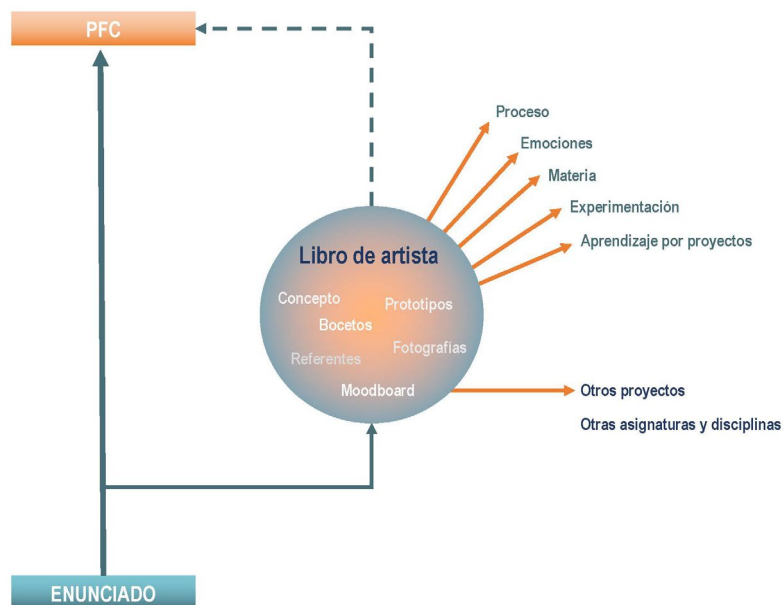 PFC
Proceso
Emociones
Materia
Experimentación
Aprendizaje por proyectos
Libro de artista
Concepto
Prototipos
Bocetos
Referentes
Fotografías
Moodboard
Otros proyectos
Otras asignaturas y disciplinas
ENUNCIADO